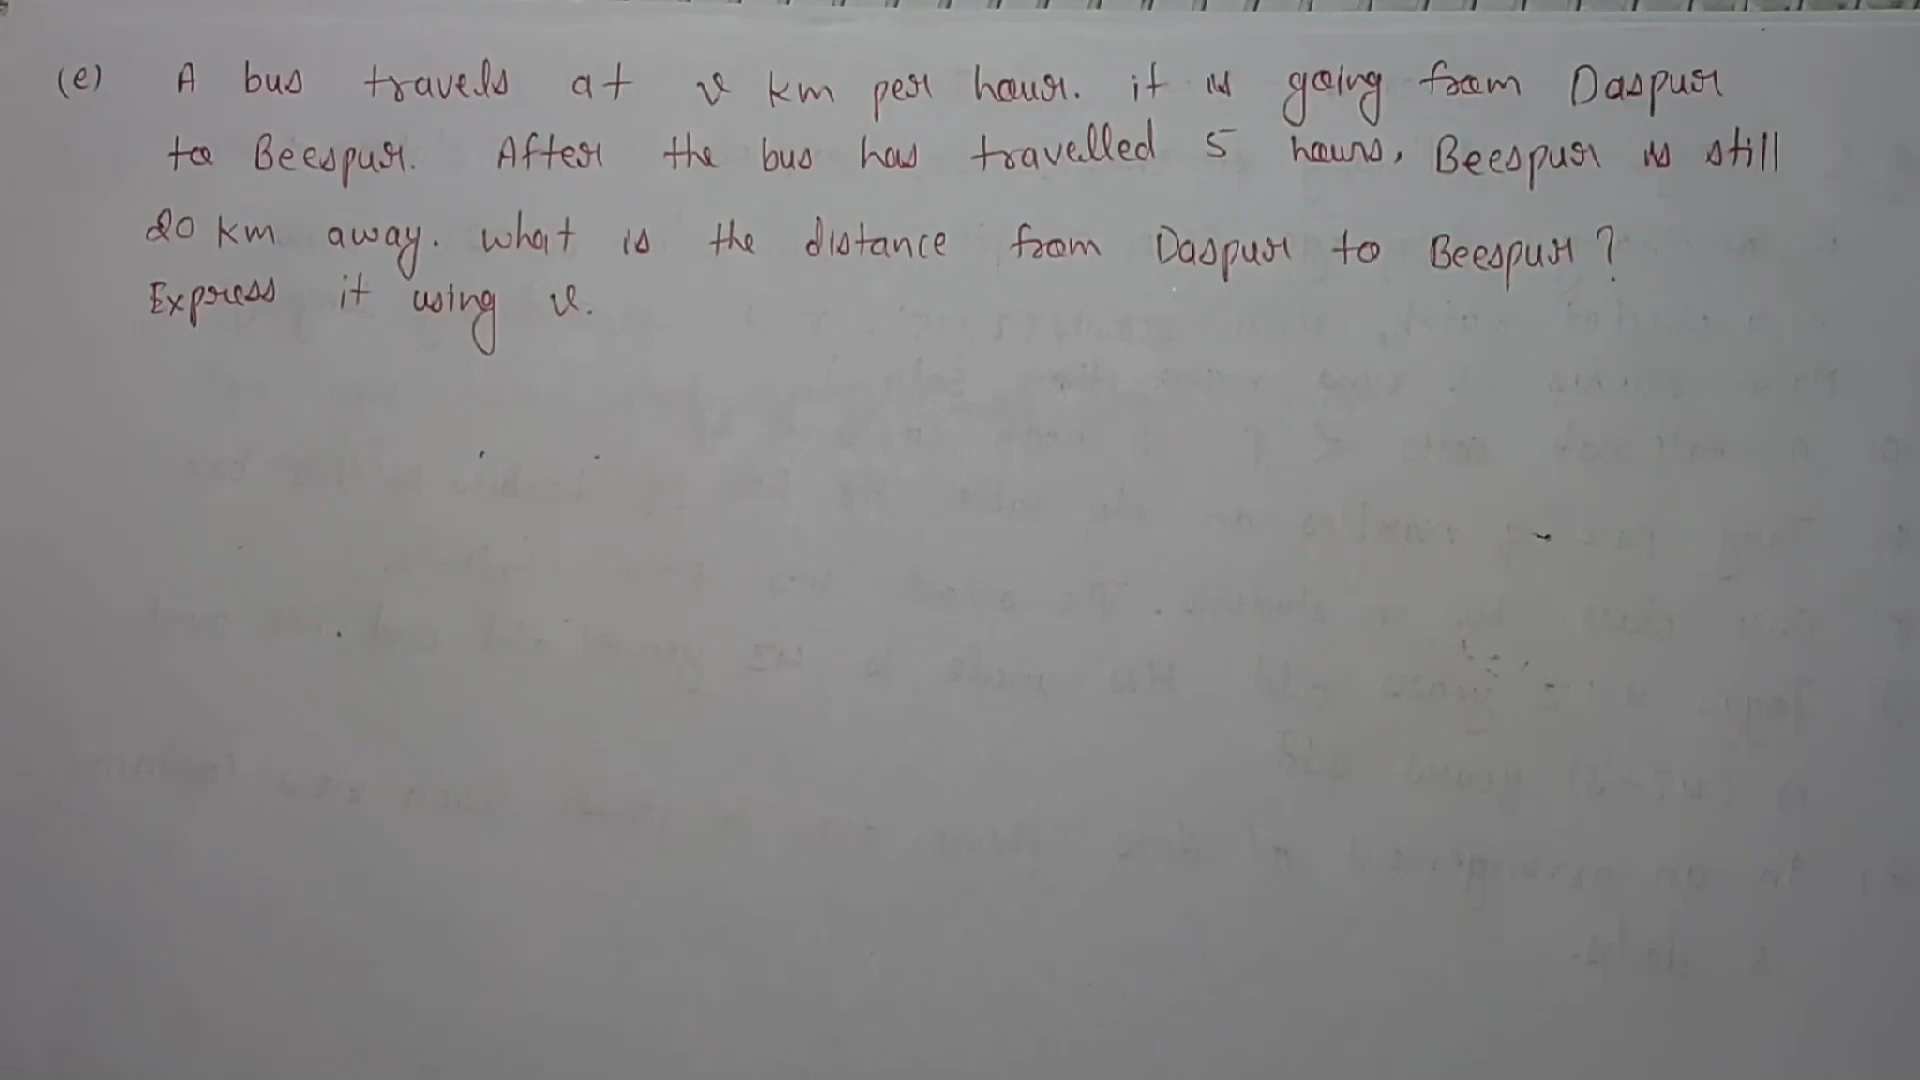 (e) A bus travels at v km per hour. it is going from Daspur
to Beespur. After the bus has travelled 5 hours, Beespur is still
20 km away. what is the distance from Daspur to Beespur?
Express it using v.